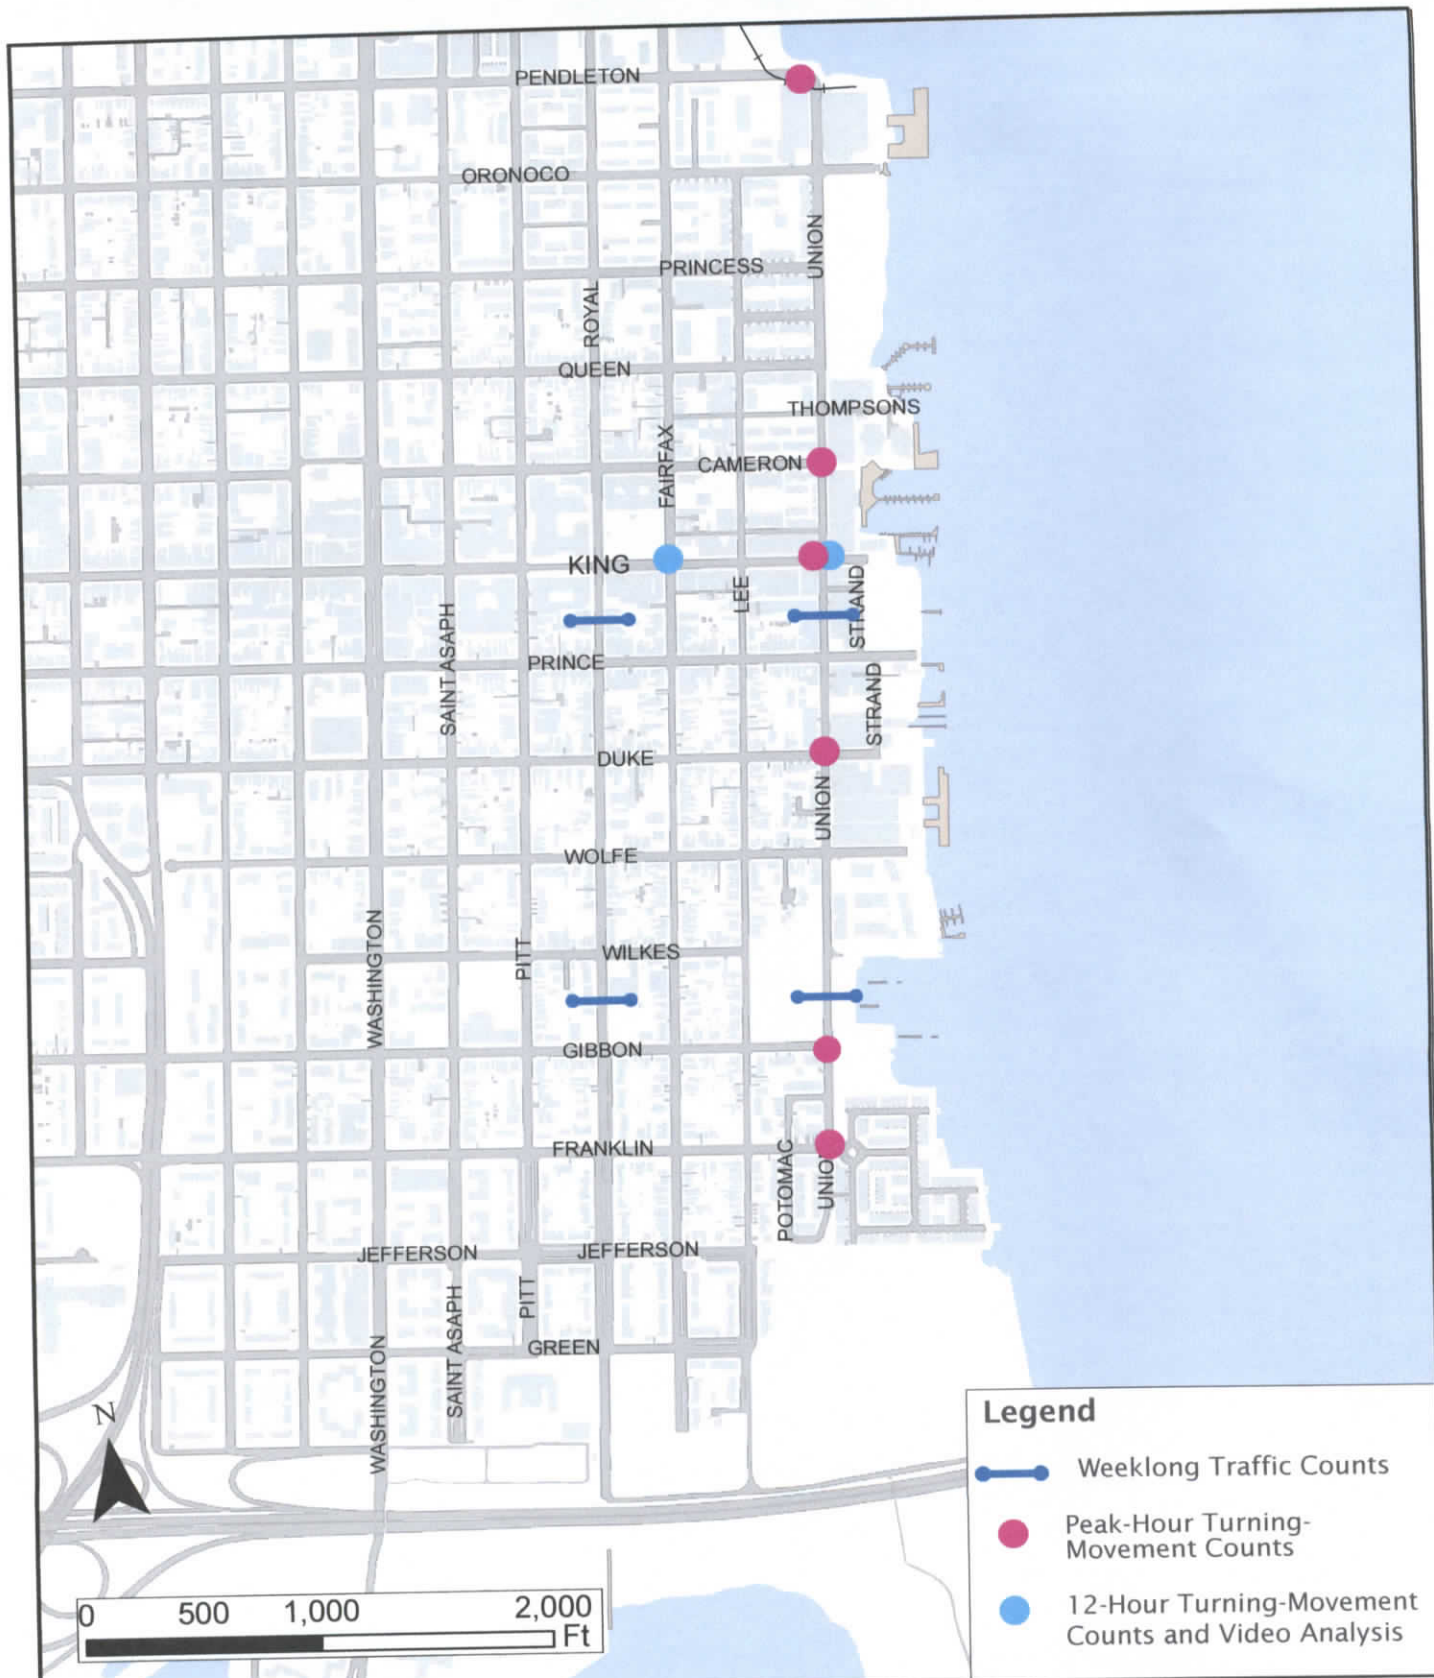 PENDLETON
ORONOCO
UNION
PRINCESS
ROYAL
QUEEN
THOMPSONS
FAIRFAX
CAMERON
KING
LEE
STRAND
SAINT ASAPH
PRINCE
STRAND
DUKE
UNION
WOLFE
WASHINGTON
PITT
WILKES
GIBBON
FRANKLIN
POTOMAC
UNION
JEFFERSON
JEFFERSON
PITT
SAINT ASAPH
GREEN
WASHINGTON
N
Legend
Weeklong Traffic Counts
Peak-Hour Turning-
Movement Counts
12-Hour Turning-Movement
Counts and Video Analysis
0 500 1,000 2,000
Ft